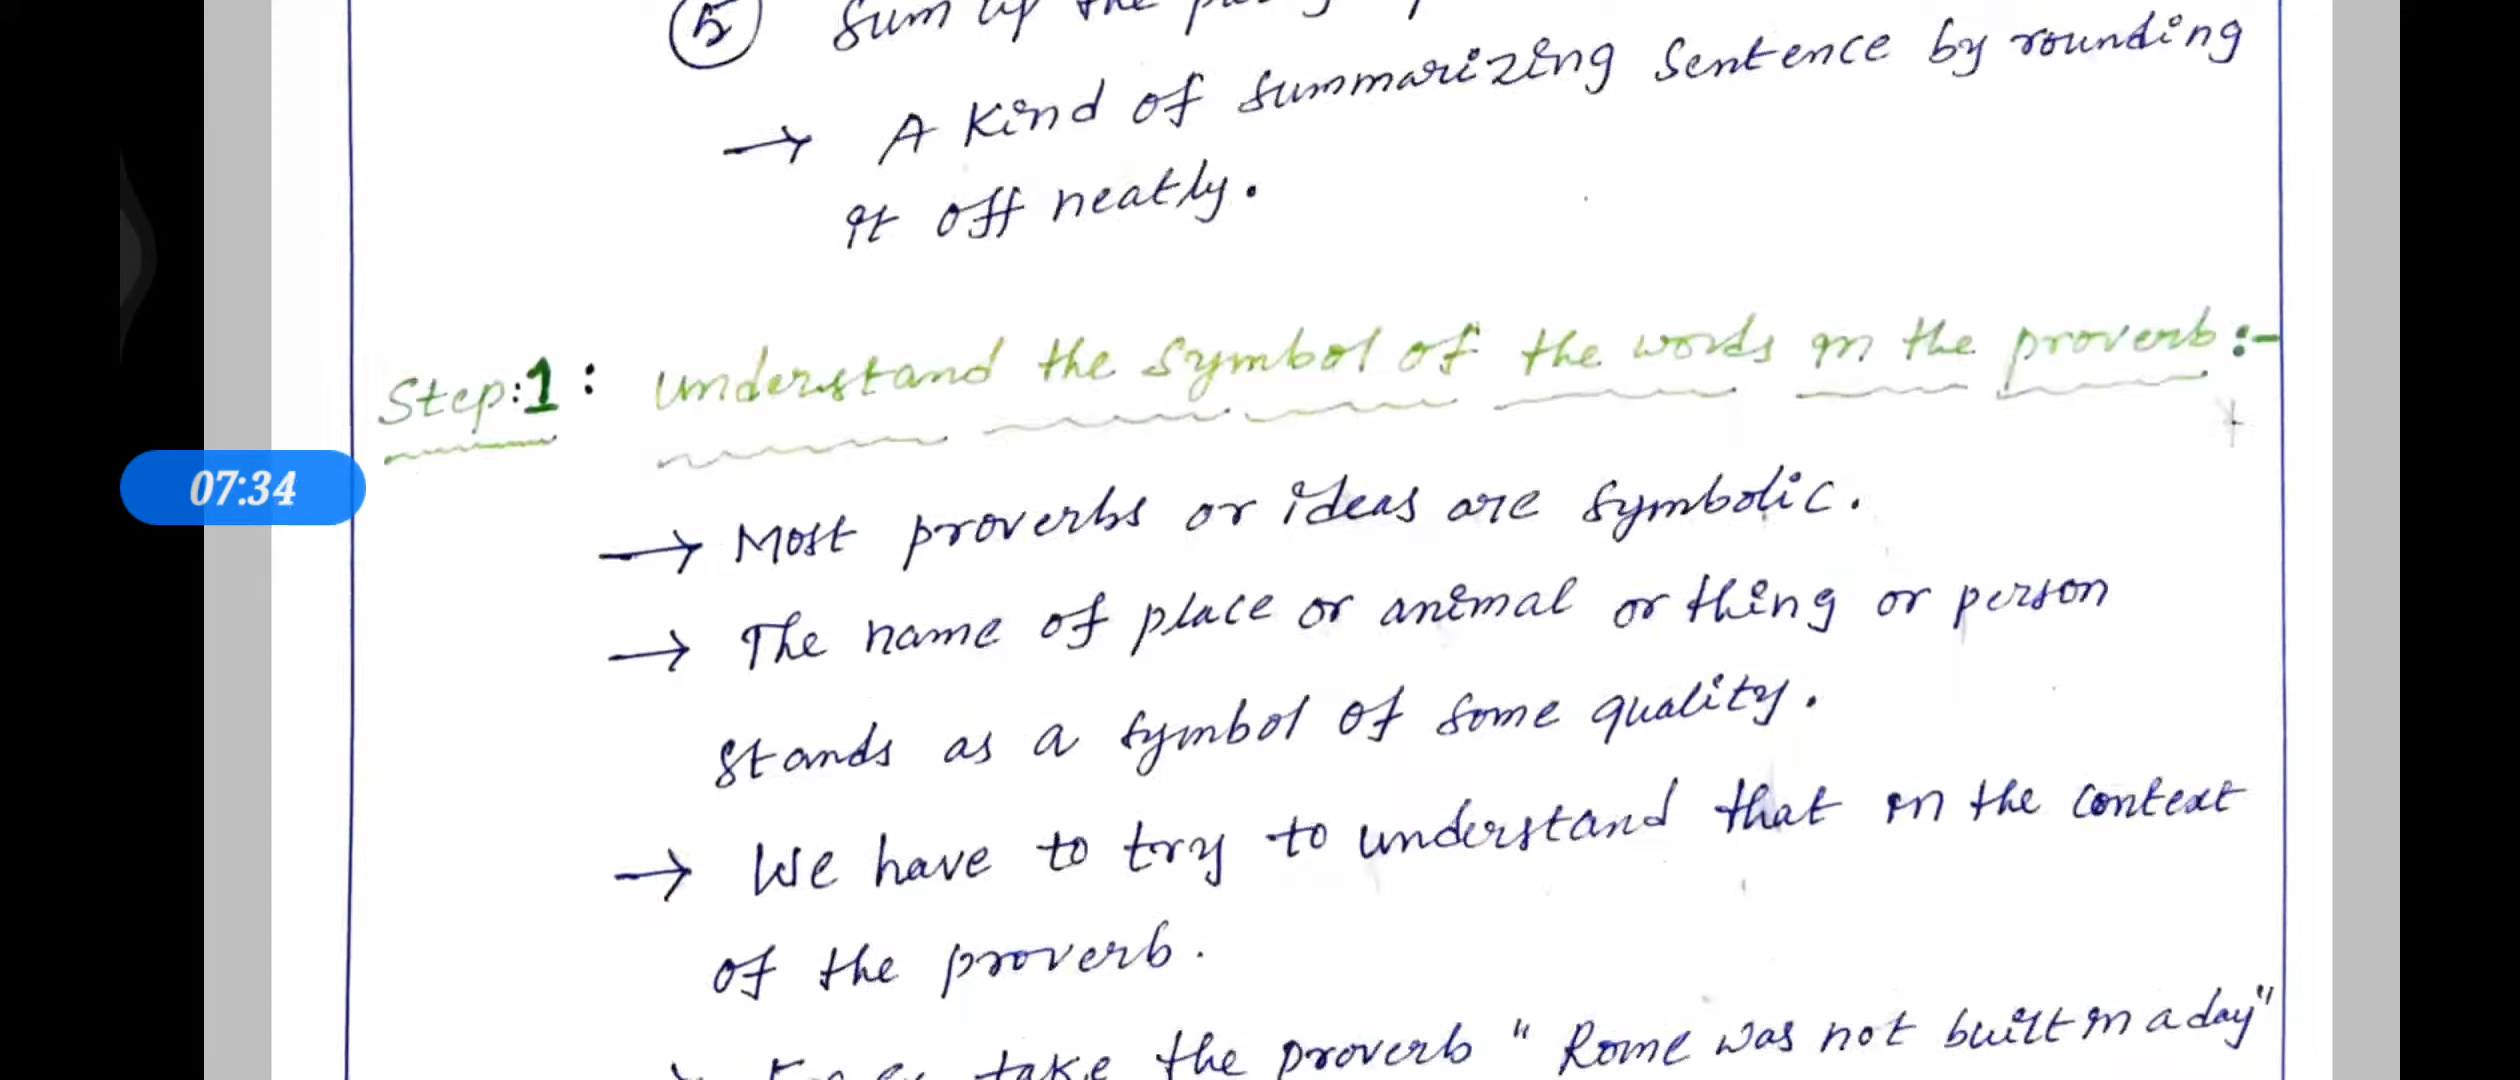 5 Sum up the
→ A kind of summarizing sentence by rounding
it off neatly.
Step:1: Understand the symbol of the words in the proverb:-
07:34
→ Most proverbs or ideas are symbolic.
→ The name of place or animal or thing or person
stands as a symbol of some quality.
→ We have to try to understand that in the context
of the proverb.
take the proverb "Rome was not built in a day"